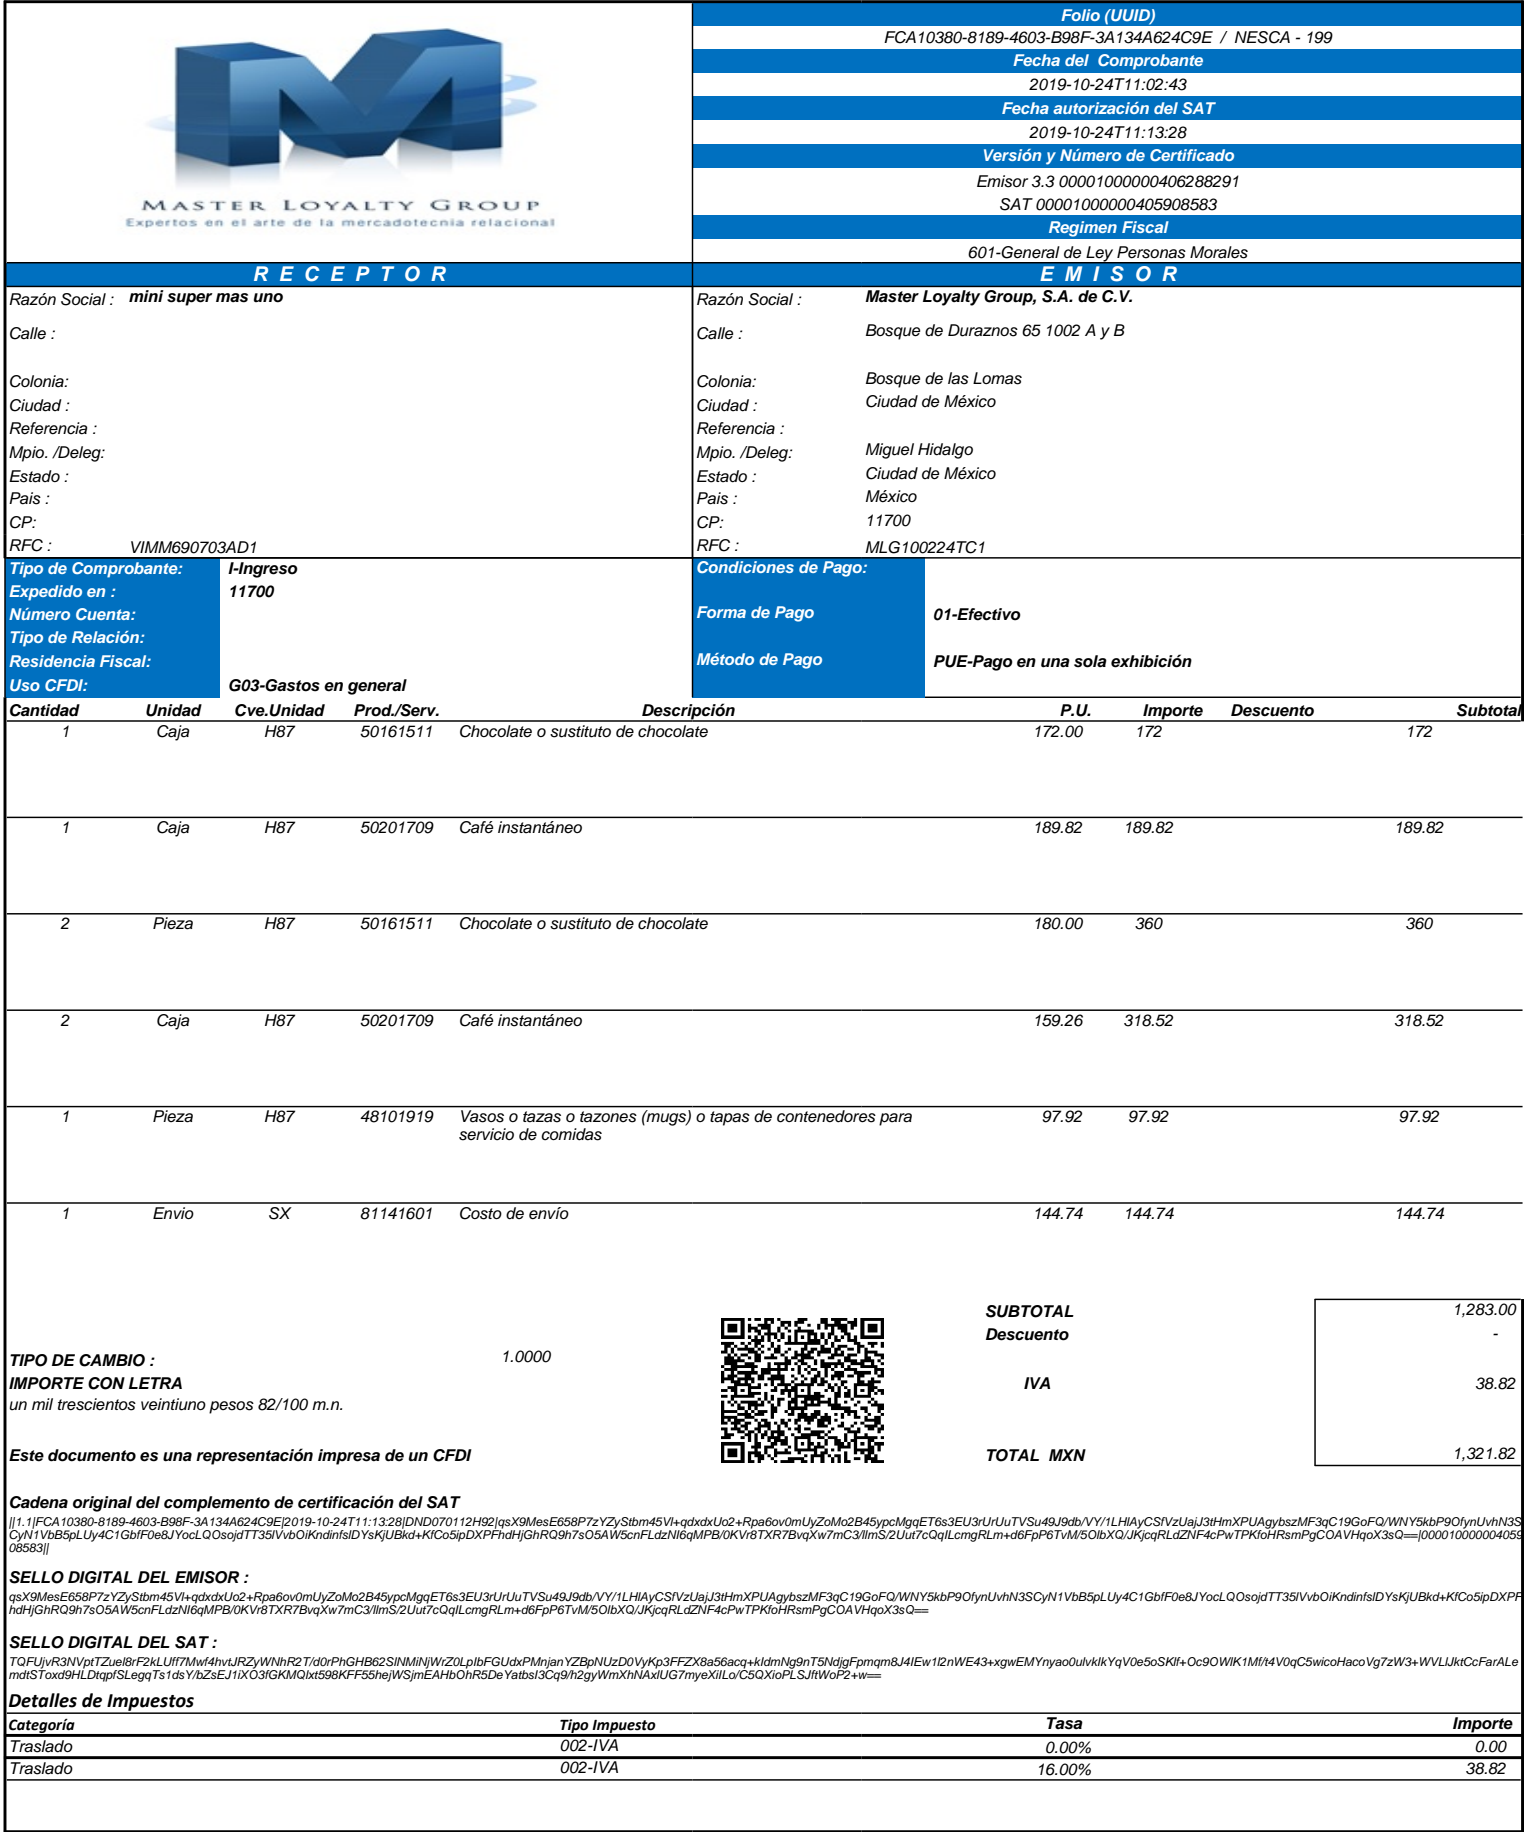 MASTER LOYALTY GROUP
Expertos en el arte de la mercadotecnia relacional
Folio (UUID)
FCA10380-8189-4603-B98F-3A134A624C9E / NESCA - 199
Fecha del Comprobante
2019-10-24T11:02:43
Fecha autorización del SAT
2019-10-24T11:13:28
Versión y Número de Certificado
Emisor 3.3 00001000000406288291
SAT 00001000000405908583
Regimen Fiscal
601-General de Ley Personas Morales
RECEPTOR
Razón Social : mini super mas uno
Calle :
Colonia:
Ciudad :
Referencia :
Mpio. /Deleg:
Estado :
Pais :
CP:
RFC : VIMM690703AD1
EMISOR
Razón Social : Master Loyalty Group, S.A. de C.V.
Calle : Bosque de Duraznos 65 1002 A y B
Colonia: Bosque de las Lomas
Ciudad : Ciudad de México
Referencia :
Mpio. /Deleg: Miguel Hidalgo
Estado : Ciudad de México
Pais : México
CP: 11700
RFC : MLG100224TC1
Tipo de Comprobante: I-Ingreso
Expedido en : 11700
Número Cuenta:
Tipo de Relación:
Residencia Fiscal:
Uso CFDI: G03-Gastos en general
Condiciones de Pago:
Forma de Pago 01-Efectivo
Método de Pago PUE-Pago en una sola exhibición
Cantidad Unidad Cve.Unidad Prod./Serv. Descripción P.U. Importe Descuento Subtotal
1 Caja H87 50161511 Chocolate o sustituto de chocolate 172.00 172 172
1 Caja H87 50201709 Café instantáneo 189.82 189.82 189.82
2 Pieza H87 50161511 Chocolate o sustituto de chocolate 180.00 360 360
2 Caja H87 50201709 Café instantáneo 159.26 318.52 318.52
1 Pieza H87 48101919 Vasos o tazas o tazones (mugs) o tapas de contenedores para 97.92 97.92 97.92
servicio de comidas
1 Envio SX 81141601 Costo de envío 144.74 144.74 144.74
SUBTOTAL 1,283.00
Descuento -
TIPO DE CAMBIO : 1.0000
IMPORTE CON LETRA IVA 38.82
un mil trescientos veintiuno pesos 82/100 m.n.
Este documento es una representación impresa de un CFDI TOTAL MXN 1,321.82
Cadena original del complemento de certificación del SAT
SELLO DIGITAL DEL EMISOR :
SELLO DIGITAL DEL SAT :
Detalles de Impuestos
Categoría Tipo Impuesto Tasa Importe
Traslado 002-IVA 0.00% 0.00
Traslado 002-IVA 16.00% 38.82